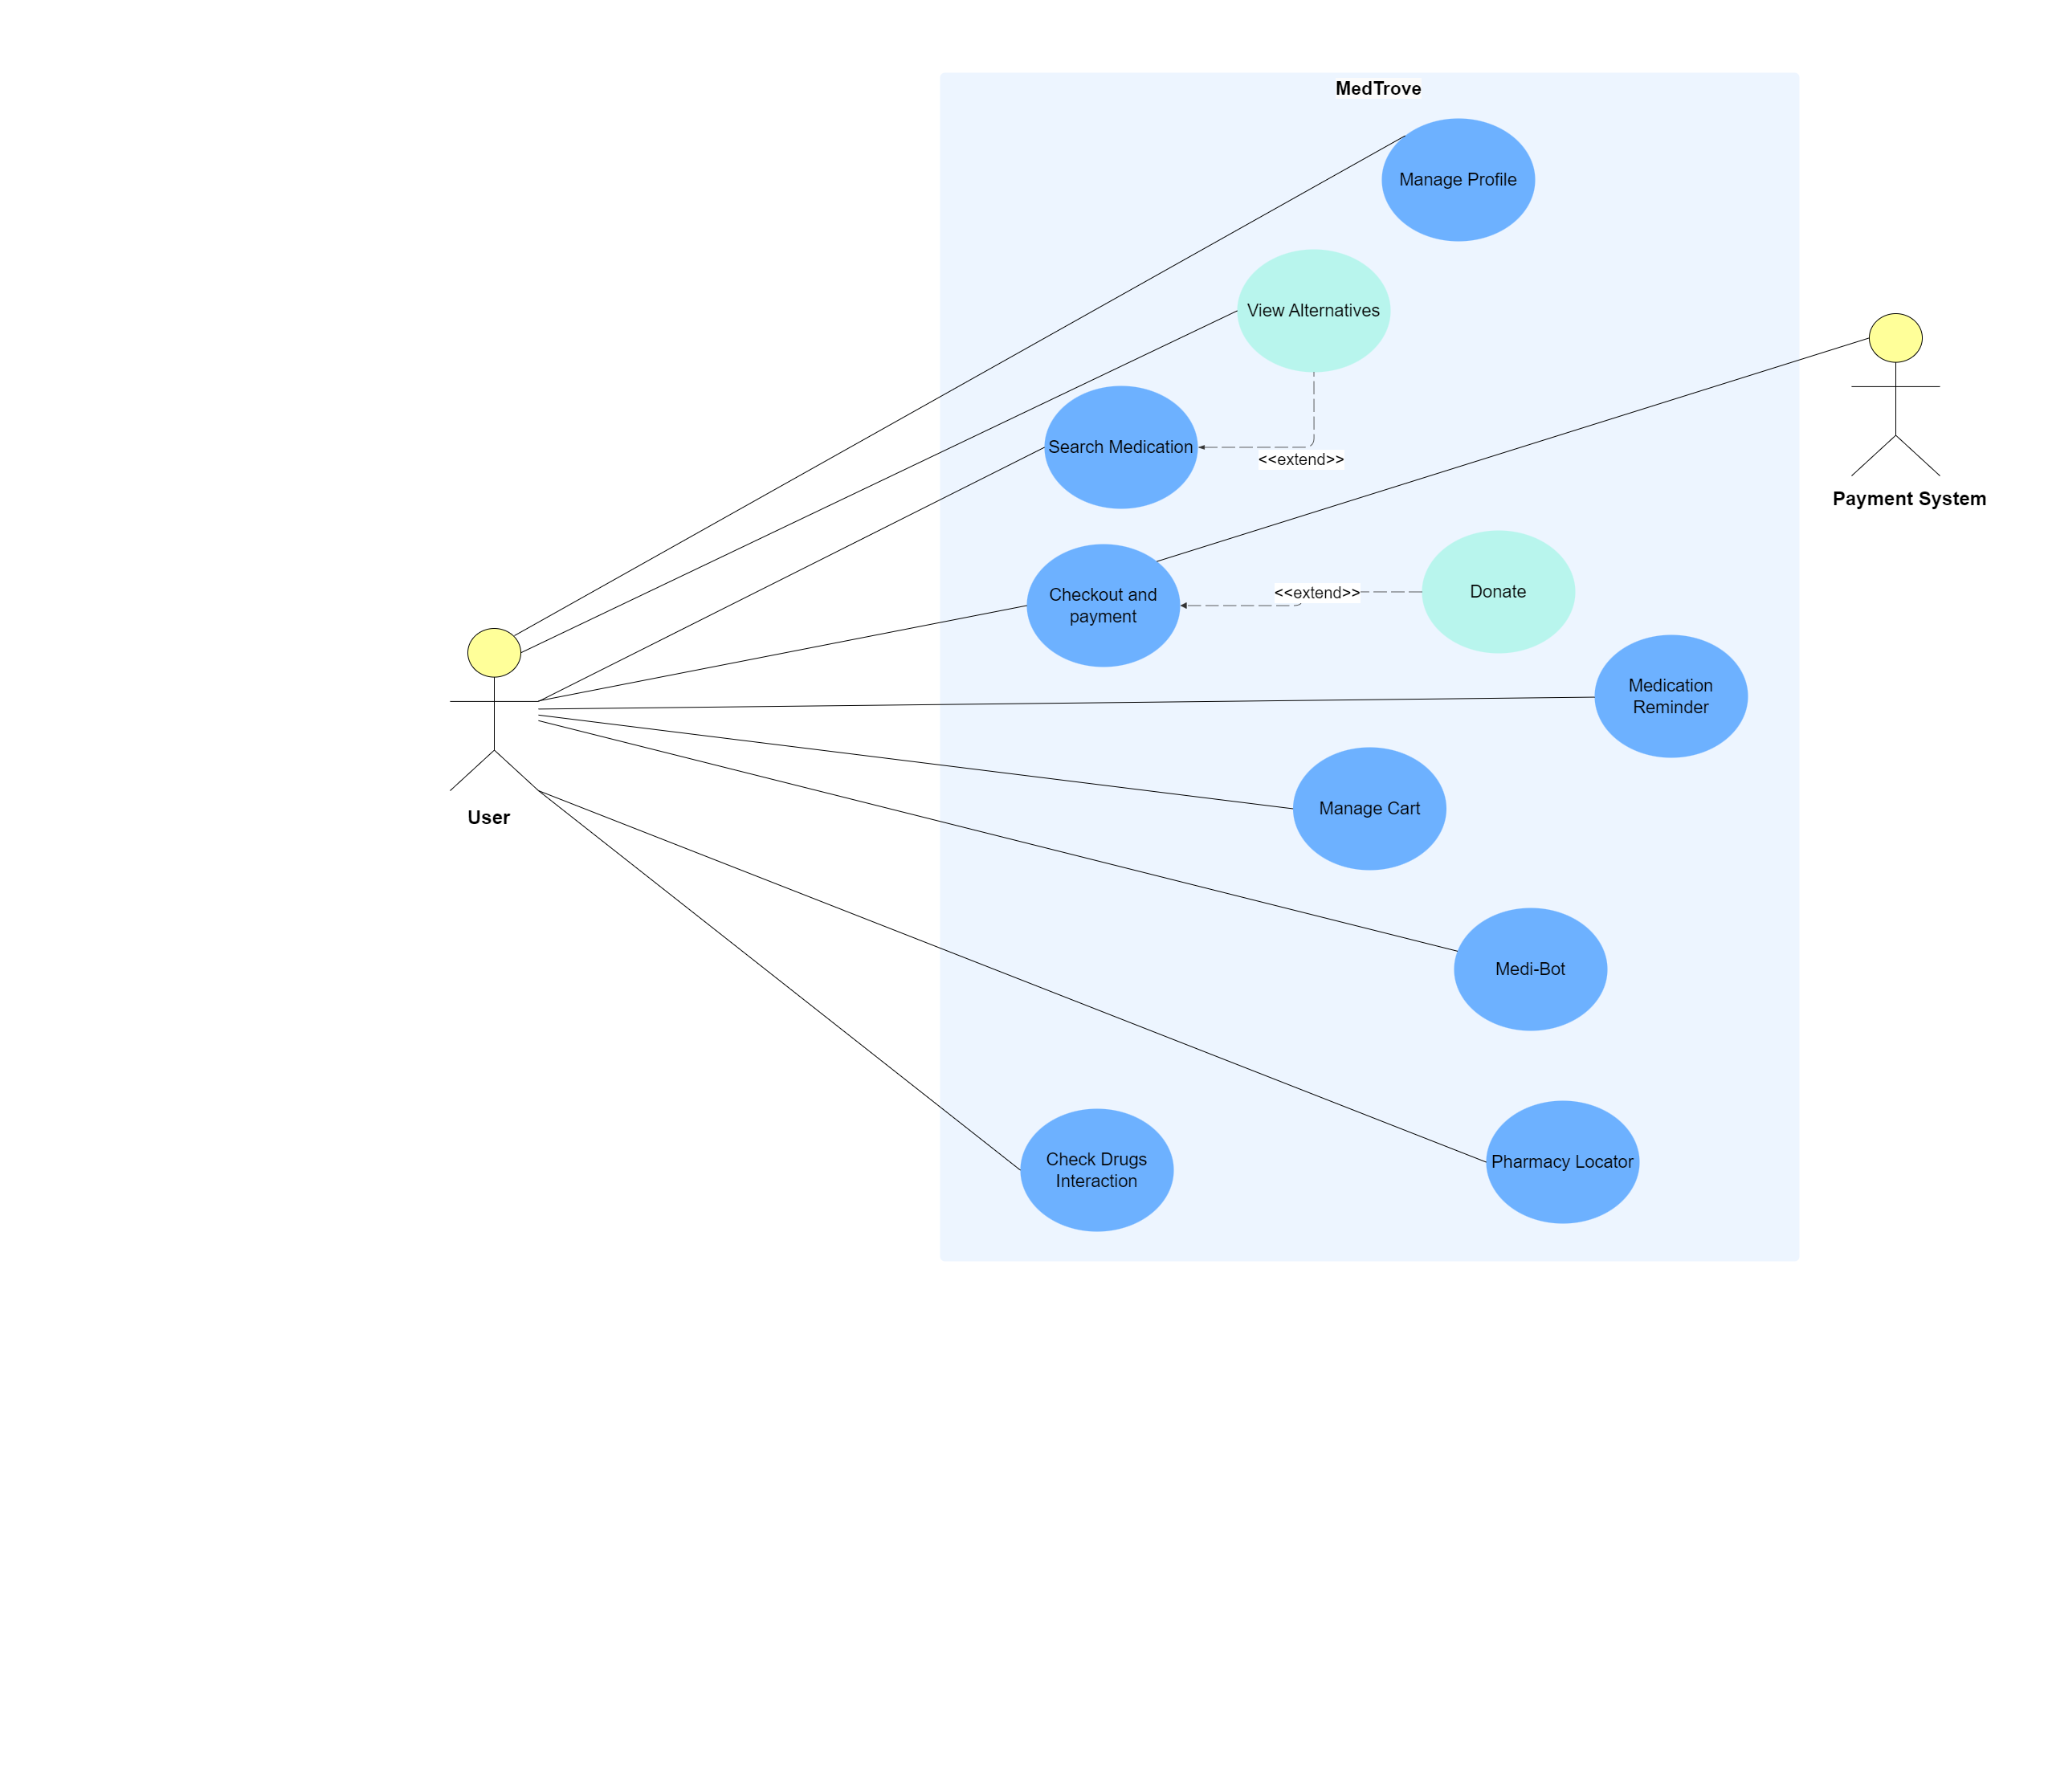 MedTrove
Manage Profile
View Alternatives
Search Medication
<<extend>>
Payment System
Checkout and
payment
<<extend>>
Donate
Medication
Reminder
User
Manage Cart
Medi-Bot
Check Drugs
Interaction
Pharmacy Locator